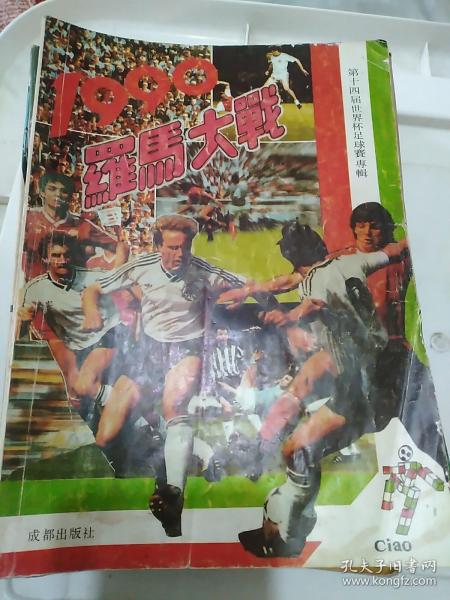 1990
羅馬大戰
第十四屆世界杯足球賽專輯
成都出版社
Ciao
孔夫子旧书网
www.kongfz.com